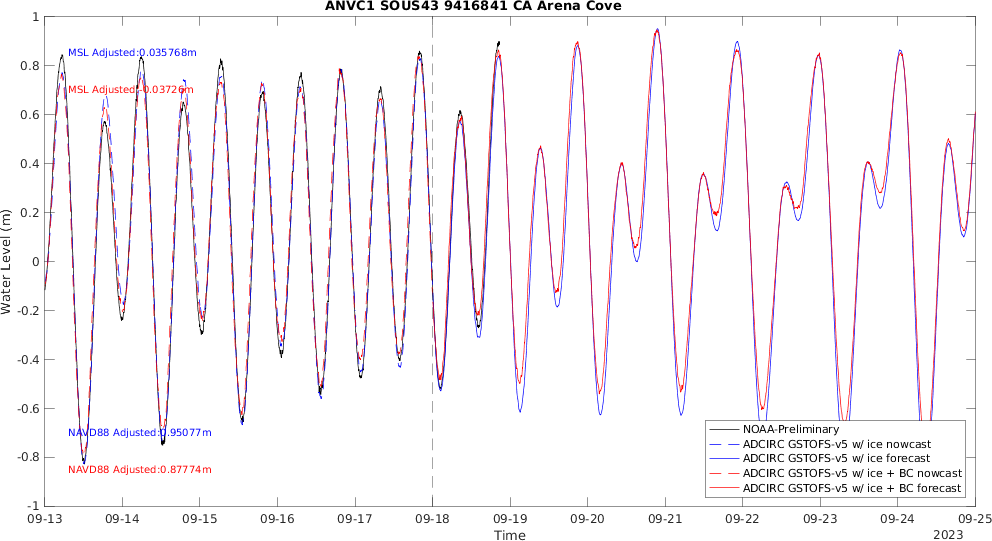 ANVC1 SOUS43 9416841 CA Arena Cove
Water Level (m)
1
0.8
0.6
0.4
0.2
0
-0.2
-0.4
-0.6
-0.8
-1
MSL Adjusted:0.035768m
MSL Adjusted:-0.03726m
NAVD88 Adjusted:0.95077m
NAVD88 Adjusted:0.87774m
NOAA-Preliminary
ADCIRC GSTOFS-v5 w/ ice nowcast
ADCIRC GSTOFS-v5 w/ ice forecast
ADCIRC GSTOFS-v5 w/ ice + BC nowcast
ADCIRC GSTOFS-v5 w/ ice + BC forecast
09-13 09-14 09-15 09-16 09-17 09-18 09-19 09-20 09-21 09-22 09-23 09-24 09-25
Time
2023